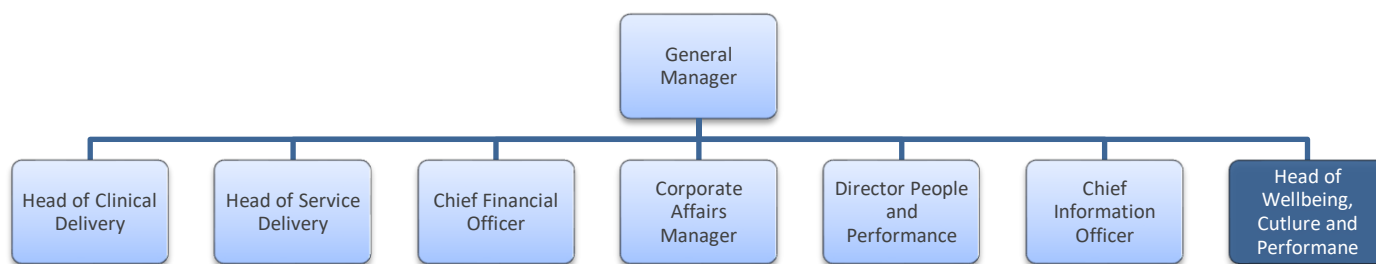 General
Manager
Head of Clinical
Delivery
Head of Service
Delivery
Chief Financial
Officer
Corporate
Affairs
Manager
Director People
and
Performance
Chief
Information
Officer
Head of
Wellbeing,
Cutlure and
Performane